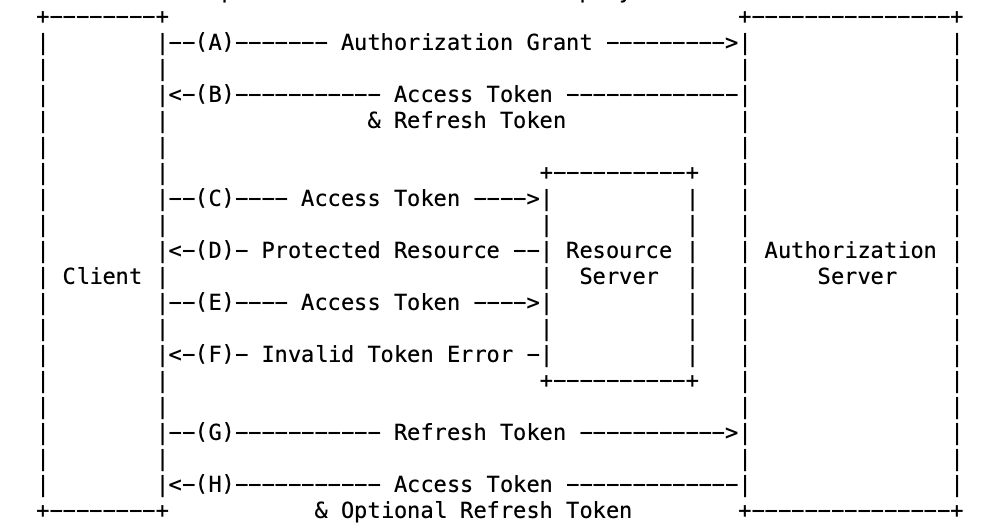 +--------+                                           +---------------+
|        |--(A)------- Authorization Grant --------->|               |
|        |                                           |               |
|        |<-(B)----------- Access Token -------------|               |
|        |               & Refresh Token             |               |
|        |                                           |               |
|        |                            +----------+   |               |
|        |--(C)---- Access Token ---->|          |   |               |
|        |                            |          |   |               |
|        |<-(D)- Protected Resource --| Resource |   | Authorization |
| Client |                            |  Server  |   |     Server    |
|        |--(E)---- Access Token ---->|          |   |               |
|        |                            |          |   |               |
|        |<-(F)- Invalid Token Error -|          |   |               |
|        |                            +----------+   |               |
|        |                                           |               |
|        |--(G)----------- Refresh Token ----------->|               |
|        |                                           |               |
|        |<-(H)----------- Access Token -------------|               |
+--------+           & Optional Refresh Token        +---------------+